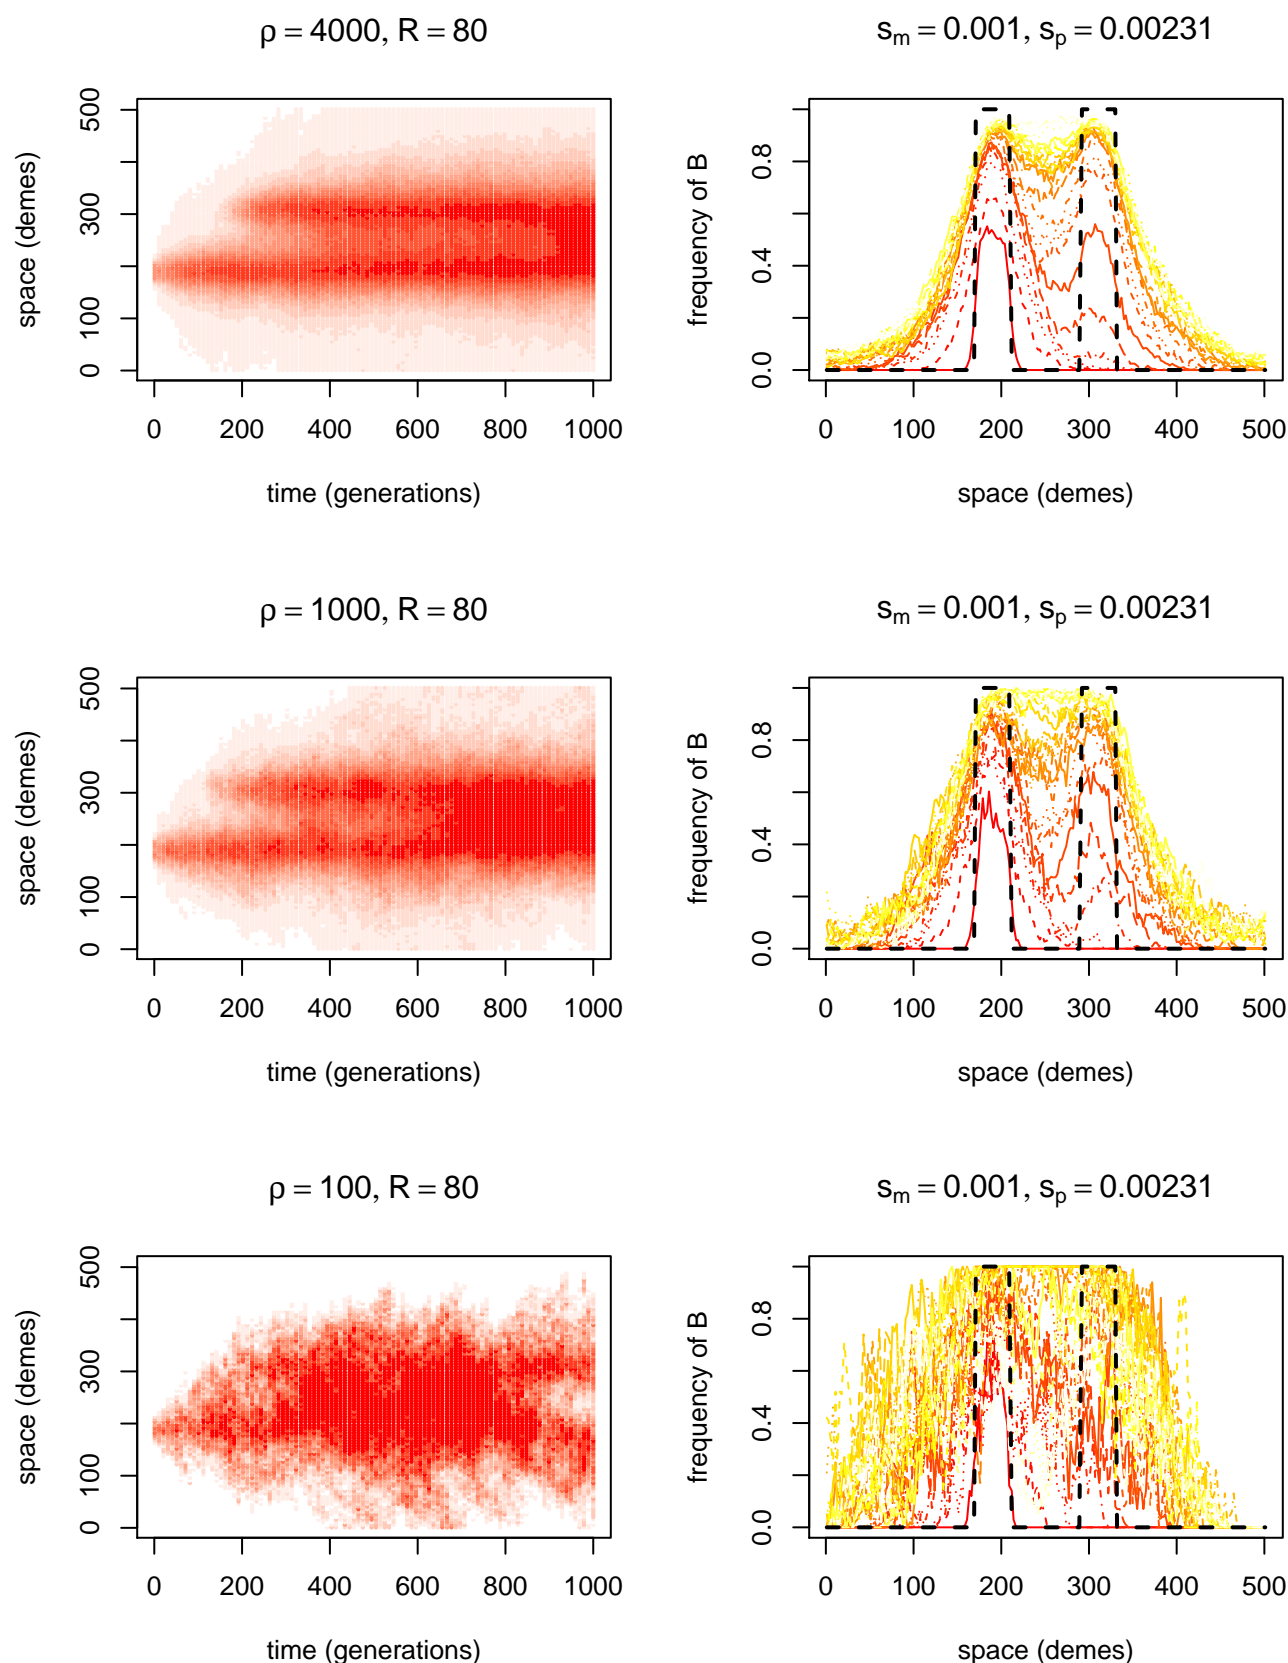 ρ = 4000, R = 80
space (demes)
0 100 300 500
0 200 400 600 800 1000
time (generations)
s_m = 0.001, s_p = 0.00231
frequency of B
0.0 0.4 0.8
0 100 200 300 400 500
space (demes)
ρ = 1000, R = 80
space (demes)
0 100 300 500
0 200 400 600 800 1000
time (generations)
s_m = 0.001, s_p = 0.00231
frequency of B
0.0 0.4 0.8
0 100 200 300 400 500
space (demes)
ρ = 100, R = 80
space (demes)
0 100 300 500
0 200 400 600 800 1000
time (generations)
s_m = 0.001, s_p = 0.00231
frequency of B
0.0 0.4 0.8
0 100 200 300 400 500
space (demes)